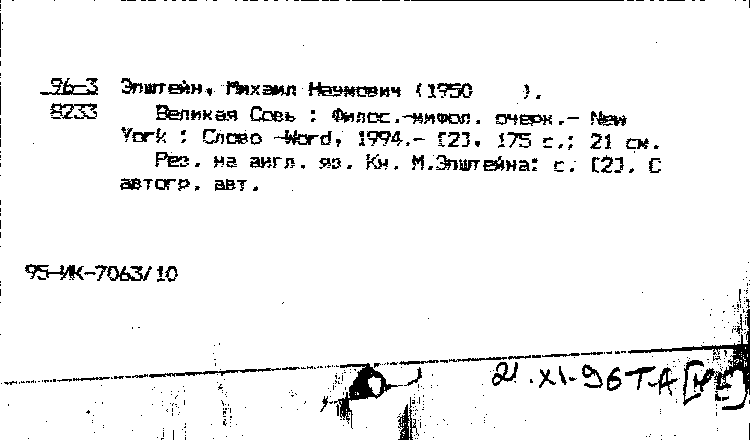 96-3 Эпштейн, Михаил Наумович (1950 ).
8233 Великая Совь : Филос.-мифол. очерк.- New
York : Слово -Word, 1994.- [2], 175 с.; 21 см.
Рез. на англ. яз. Кн. М.Эпштейна: с. [2]. С
автогр. авт.
95-ИК-7063/10
21.XI-96 Т-А